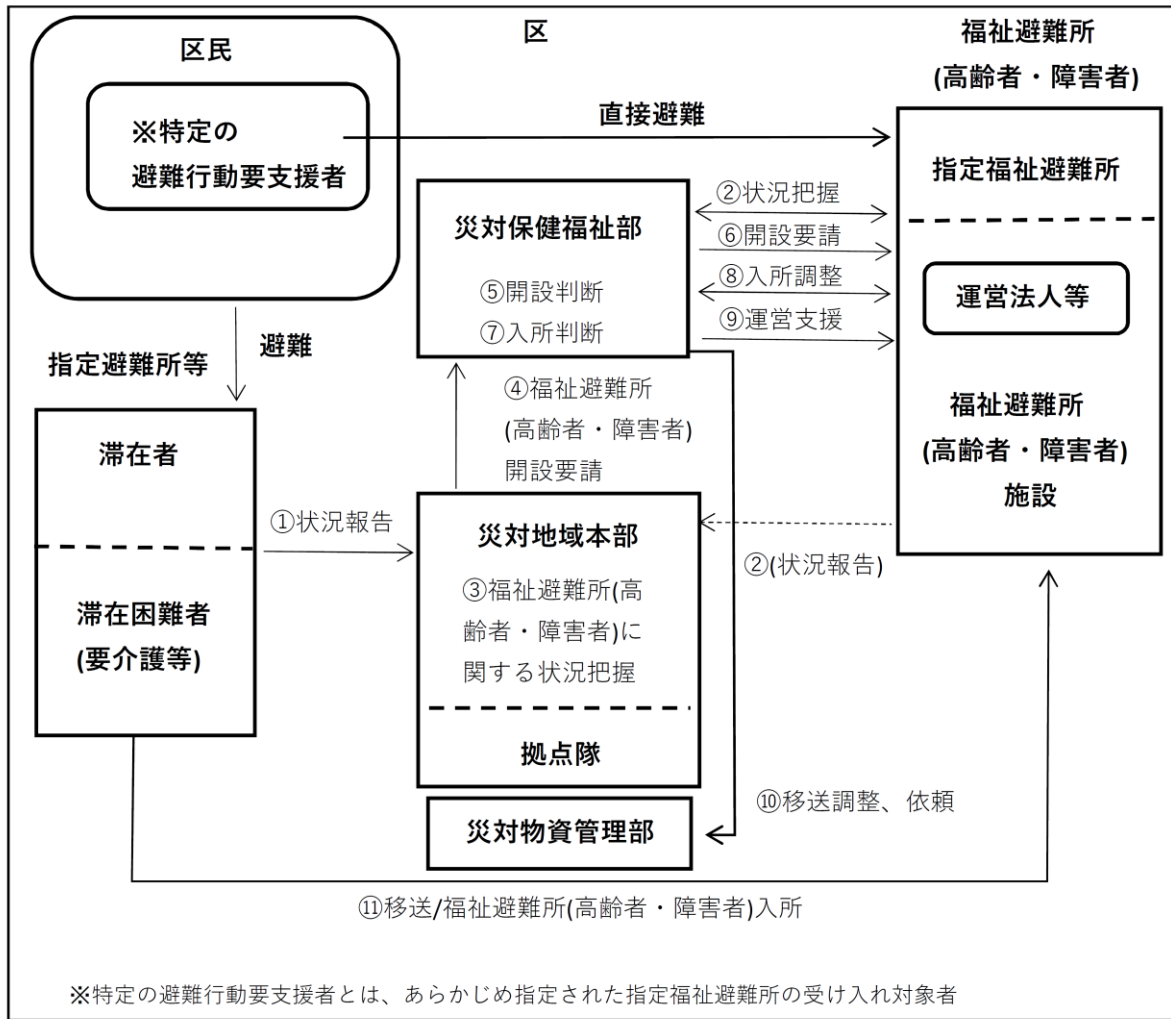 区民
区
福祉避難所
(高齢者・障害者)
※特定の
避難行動要支援者
直接避難
指定福祉避難所
災対保健福祉部
⑤開設判断
⑦入所判断
②状況把握
⑥開設要請
⑧入所調整
⑨運営支援
運営法人等
福祉避難所
(高齢者・障害者)
施設
避難
指定避難所等
滞在者
滞在困難者
(要介護等)
①状況報告
④福祉避難所
(高齢者・障害者)
開設要請
災対地域本部
③福祉避難所(高
齢者・障害者)に
関する状況把握
拠点隊
②(状況報告)
災対物資管理部
⑩移送調整、依頼
⑪移送/福祉避難所(高齢者・障害者)入所
※特定の避難行動要支援者とは、あらかじめ指定された指定福祉避難所の受け入れ対象者